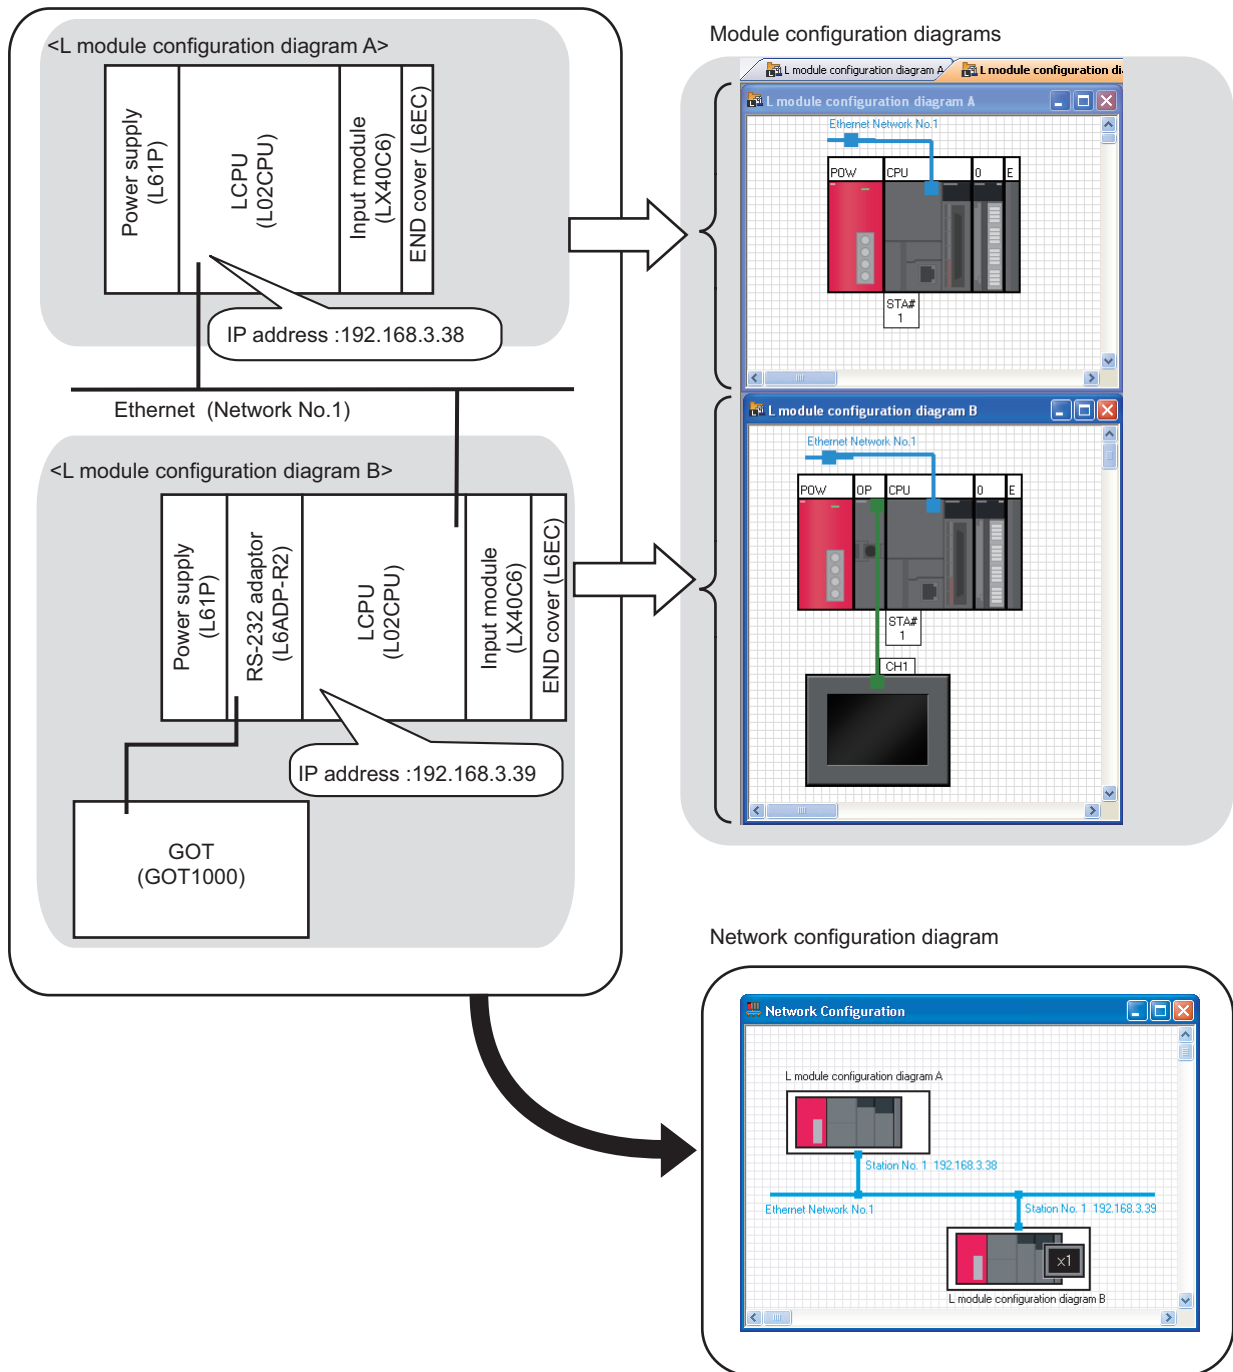 <L module configuration diagram A>
Power supply
(L61P)
LCPU
(L02CPU)
Input module
(LX40C6)
END cover (L6EC)
IP address :192.168.3.38
Ethernet (Network No.1)
<L module configuration diagram B>
Power supply
(L61P)
RS-232 adaptor
(L6ADP-R2)
LCPU
(L02CPU)
Input module
(LX40C6)
END cover (L6EC)
IP address :192.168.3.39
GOT
(GOT1000)
Module configuration diagrams
L module configuration diagram A
L module configuration di
L module configuration diagram A
Ethernet Network No.1
POW CPU 0 E
STA#
1
L module configuration diagram B
Ethernet Network No.1
POW OP CPU 0 E
STA#
1
CH1
Network configuration diagram
Network Configuration
L module configuration diagram A
Station No. 1 192.168.3.38
Ethernet Network No.1
Station No. 1 192.168.3.39
x1
L module configuration diagram B